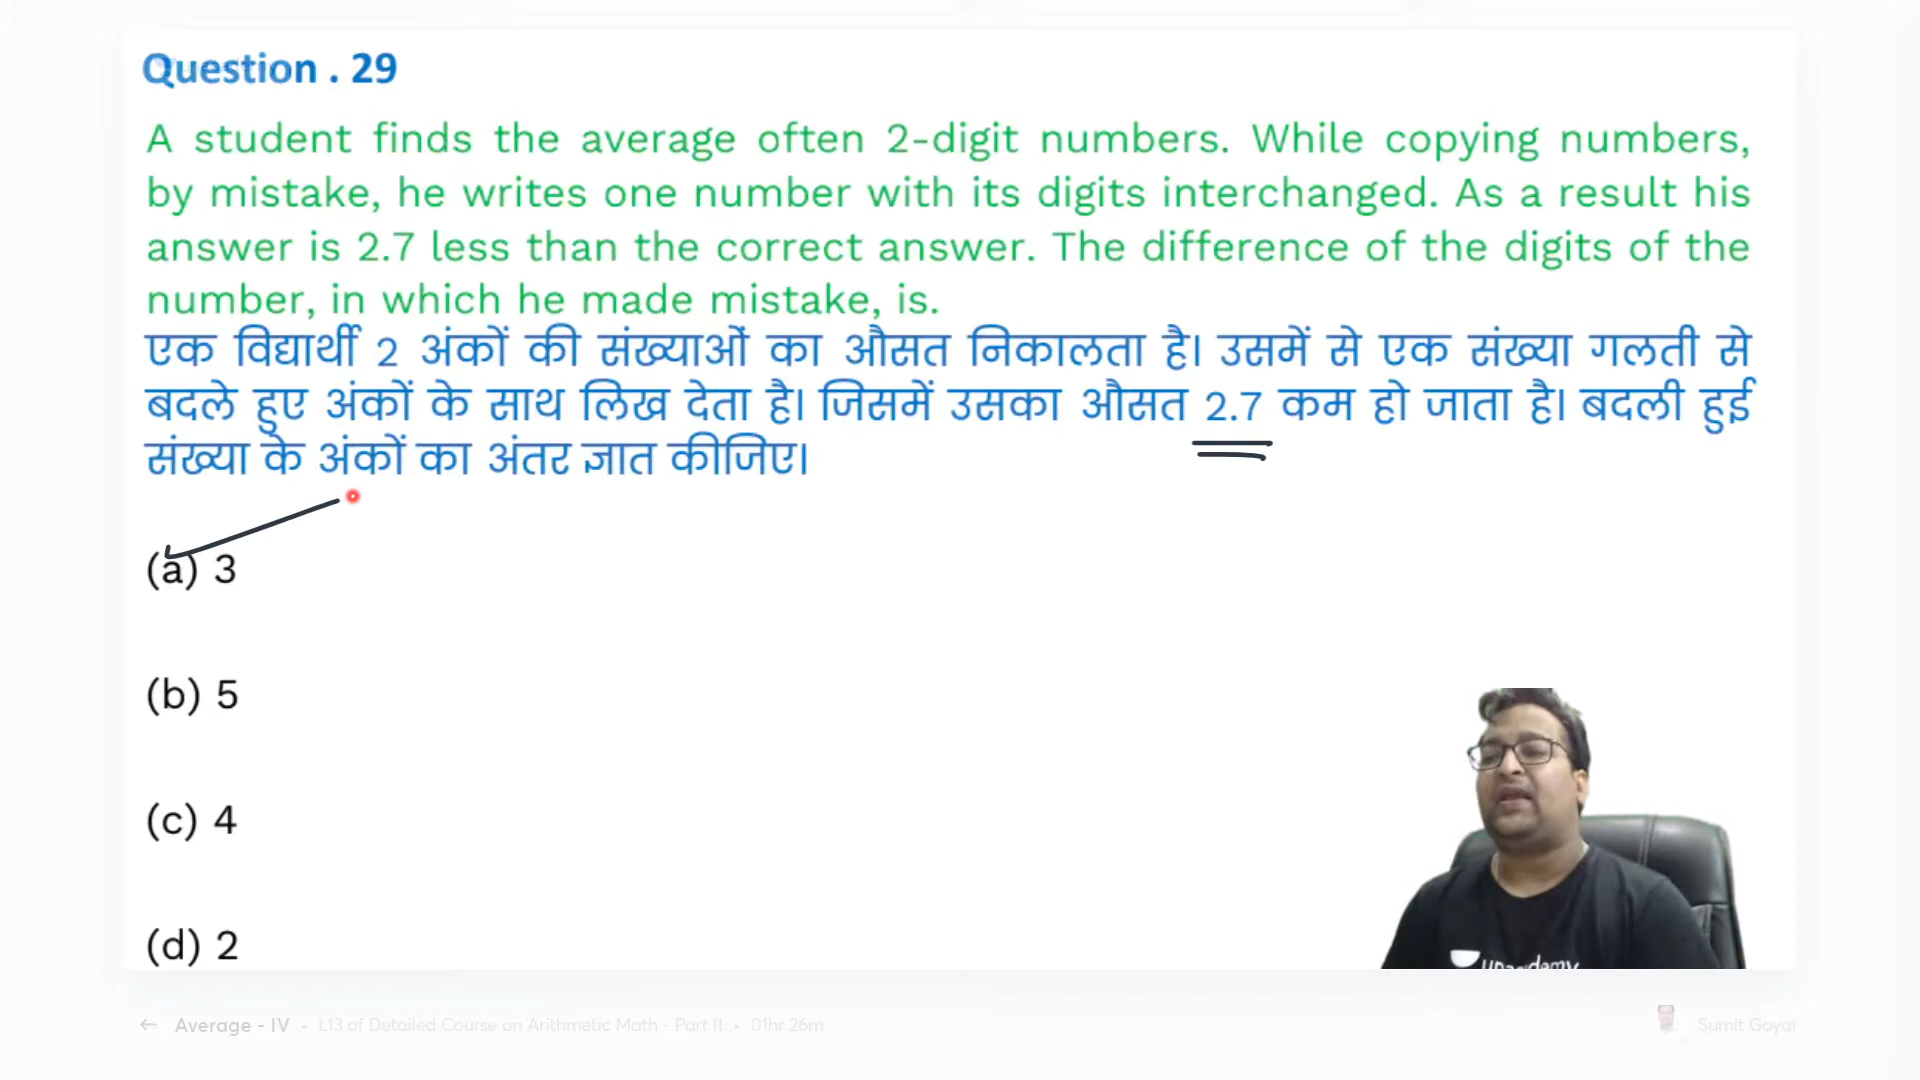 Question . 29
A student finds the average often 2-digit numbers. While copying numbers,
by mistake, he writes one number with its digits interchanged. As a result his
answer is 2.7 less than the correct answer. The difference of the digits of the
number, in which he made mistake, is.
एक विद्यार्थी 2 अंकों की संख्याओं का औसत निकालता है। उसमें से एक संख्या गलती से
बदले हुए अंकों के साथ लिख देता है। जिसमें उसका औसत 2.7 कम हो जाता है। बदली हुई
संख्या के अंकों का अंतर ज्ञात कीजिए।
(a) 3
(b) 5
(c) 4
(d) 2
unacademy
← Average - IV • L13 of Detailed Course on Arithmetic Math - Part II • 01hr 26m
Sumit Goyal